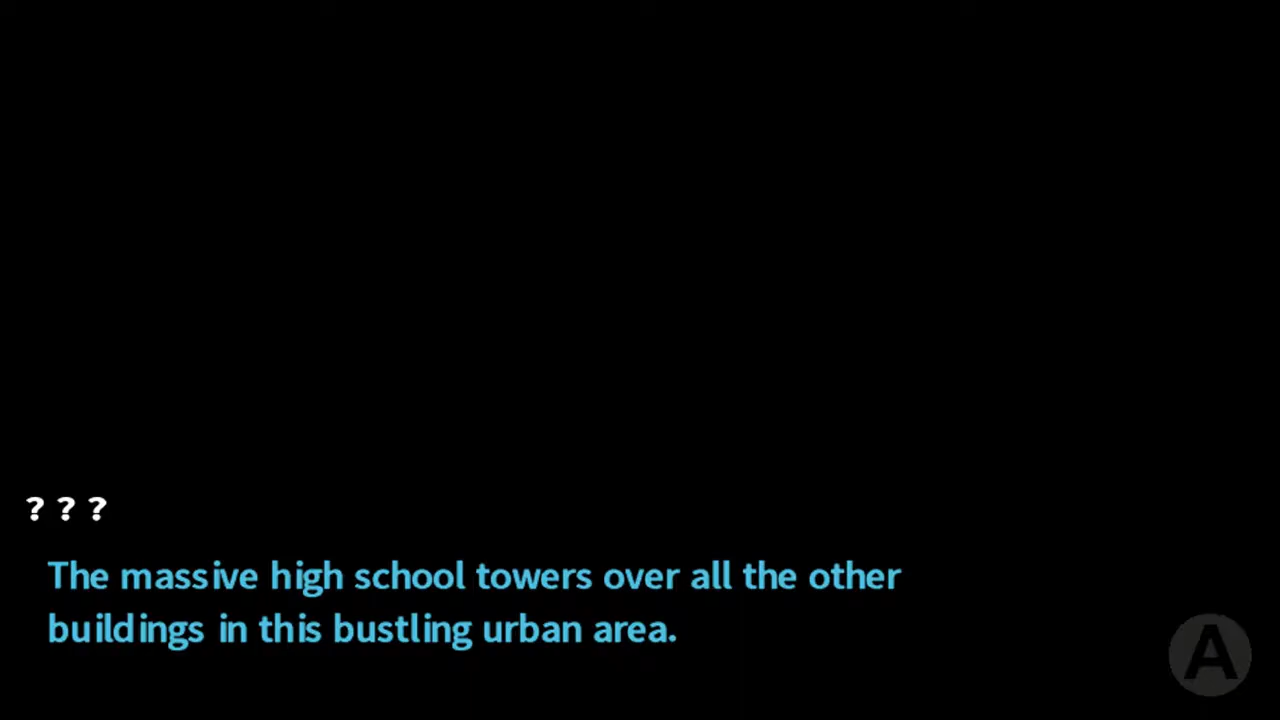 ? ? ?
The massive high school towers over all the other
buildings in this bustling urban area.
A